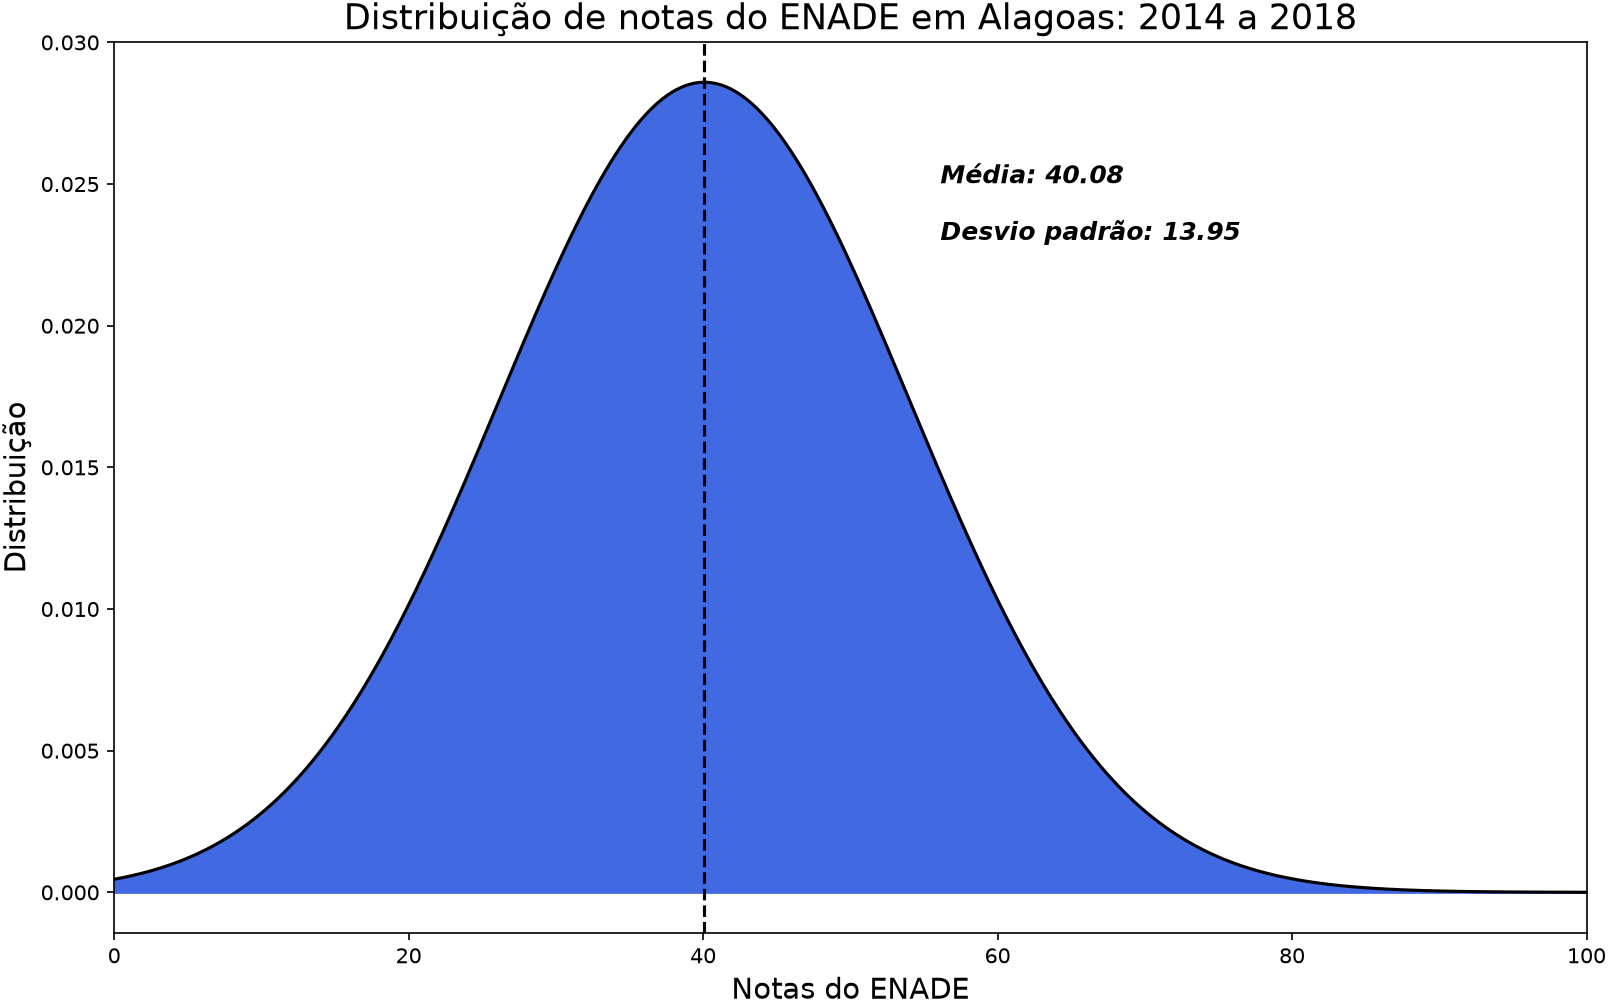 Distribuição de notas do ENADE em Alagoas: 2014 a 2018
0.030
0.025
0.020
0.015
0.010
0.005
0.000
Distribuição
Média: 40.08
Desvio padrão: 13.95
0 20 40 60 80 100
Notas do ENADE